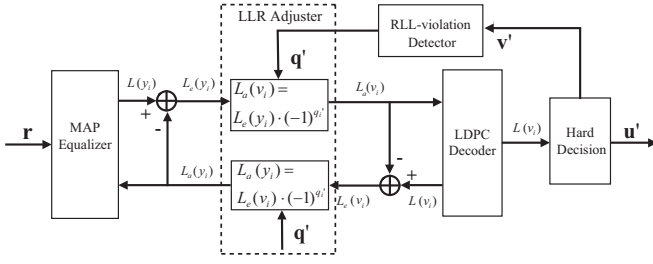 LLR Adjuster
RLL-violation
Detector
v'
q'
r
MAP
Equalizer
L(y_i)
+
-
L_e(y_i)
L_a(v_i)=
L_e(y_i)·(-1)^{q_i'}
L_a(v_i)
LDPC
Decoder
L(v_i)
Hard
Decision
u'
L_a(y_i)
L_a(y_i)=
L_e(v_i)·(-1)^{q_i'}
L_e(v_i)
-
+
L(v_i)
q'